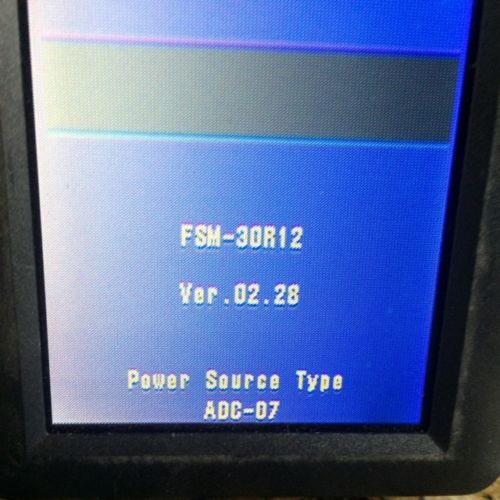 FSM-30R12
Ver.02.28
Power Source Type
ADC-07